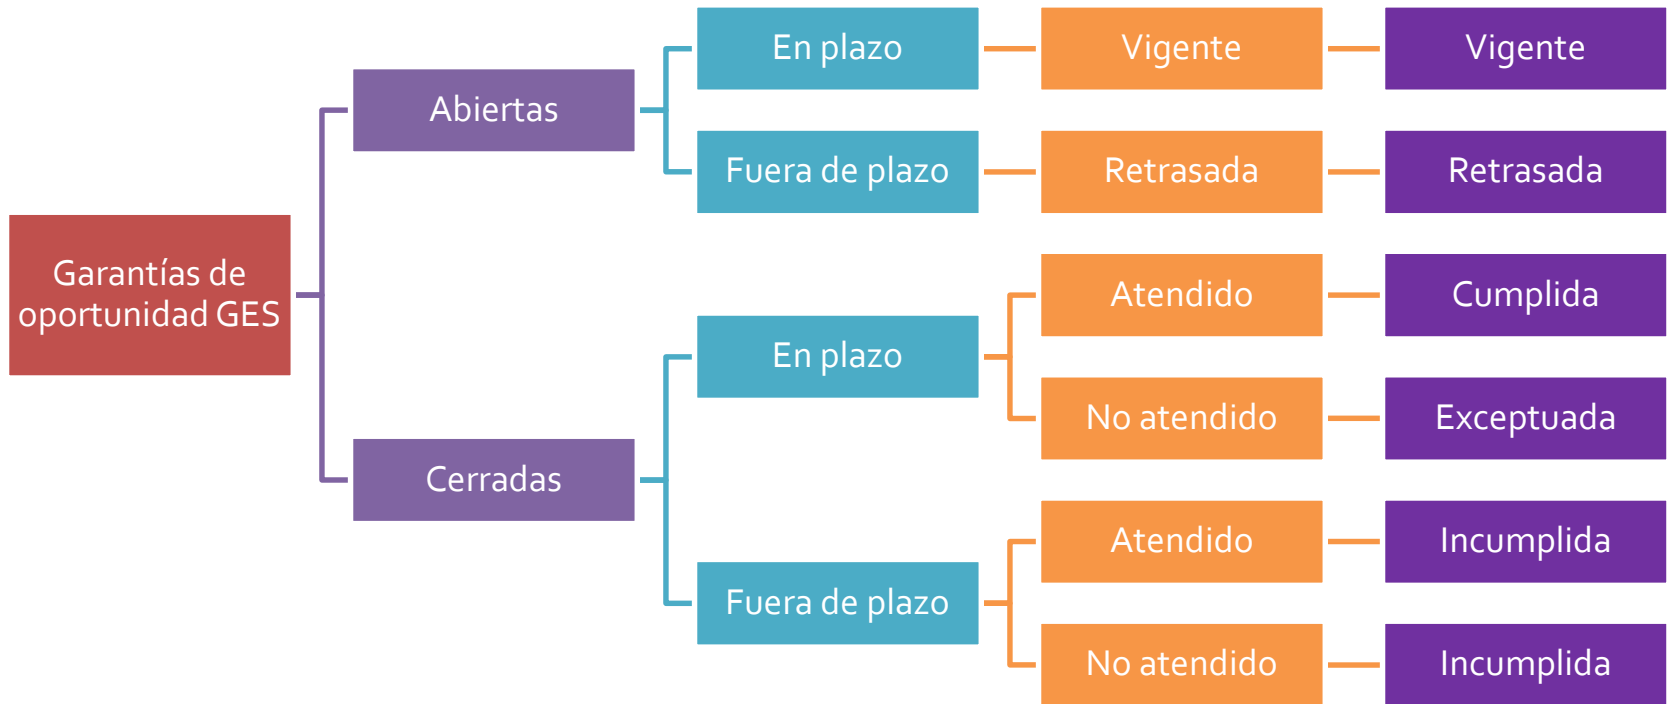 Garantías de
oportunidad GES
Abiertas
En plazo
Vigente
Vigente
Fuera de plazo
Retrasada
Retrasada
Cerradas
En plazo
Atendido
Cumplida
No atendido
Exceptuada
Fuera de plazo
Atendido
Incumplida
No atendido
Incumplida